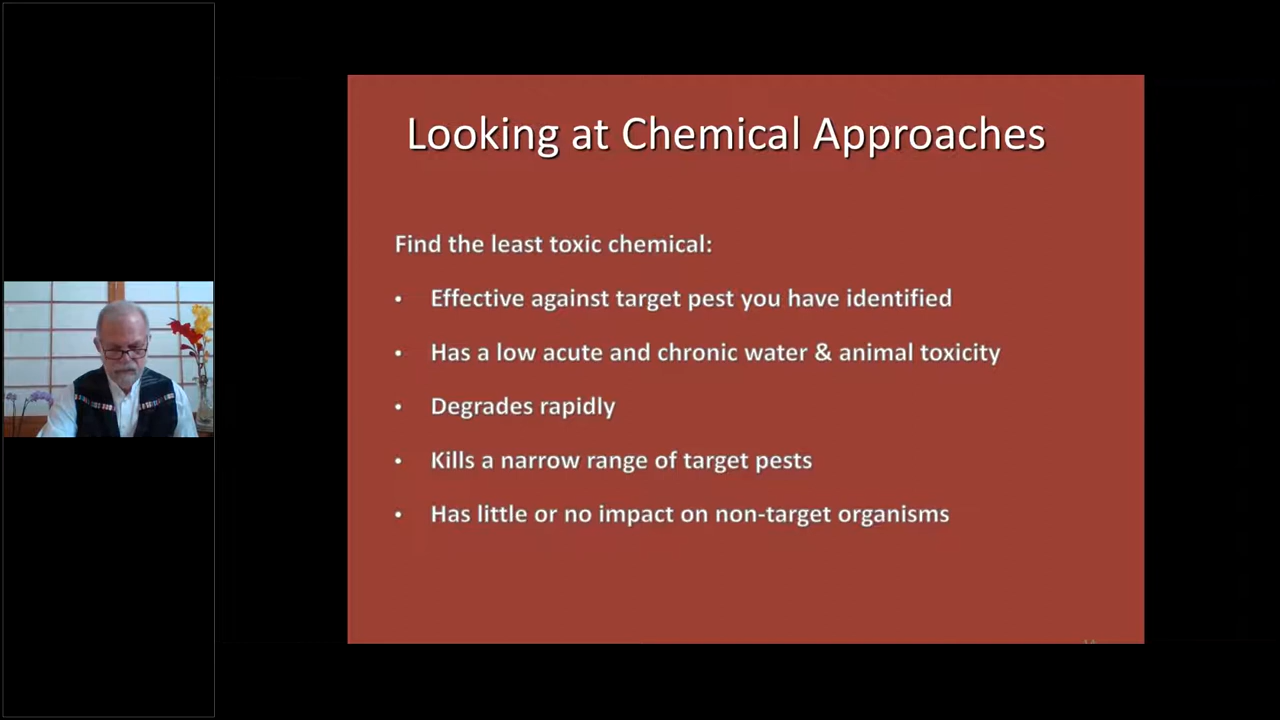 Looking at Chemical Approaches
Find the least toxic chemical:
• Effective against target pest you have identified
• Has a low acute and chronic water & animal toxicity
• Degrades rapidly
• Kills a narrow range of target pests
• Has little or no impact on non-target organisms